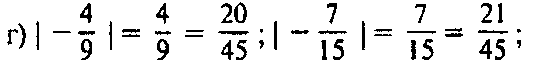 г) | − 4/9 | = 4/9 = 20/45 ; | − 7/15 | = 7/15 = 21/45 ;